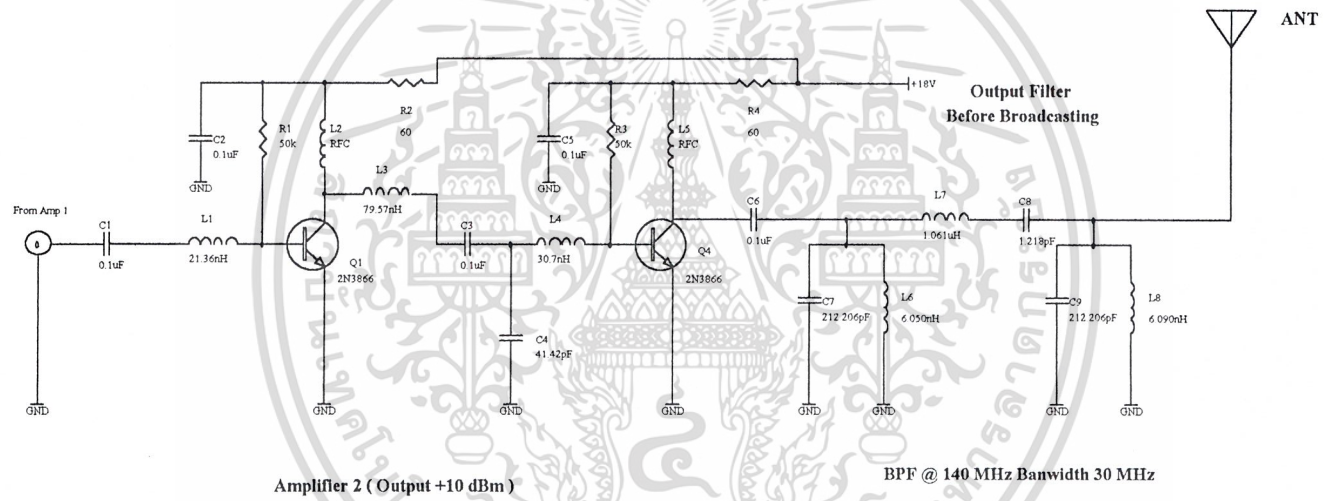 ANT
+18V
Output Filter
Before Broadcasting
R2
60
R4
60
C2
0.1uF
R1
50k
L2
RFC
C5
0.1uF
R3
50k
L5
RFC
GND
GND
L3
79.57nH
From Amp 1
C1
0.1uF
L1
21.36nH
Q1
2N3866
C3
0.1uF
L4
30.7nH
Q4
2N3866
C6
0.1uF
L7
1.061uH
C8
1.218pF
C4
41.42pF
C7
212.206pF
L6
6.050nH
C9
212.206pF
L8
6.090nH
GND
GND
GND
GND
GND
GND
GND
GND
Amplifier 2 ( Output +10 dBm )
BPF @ 140 MHz Banwidth 30 MHz